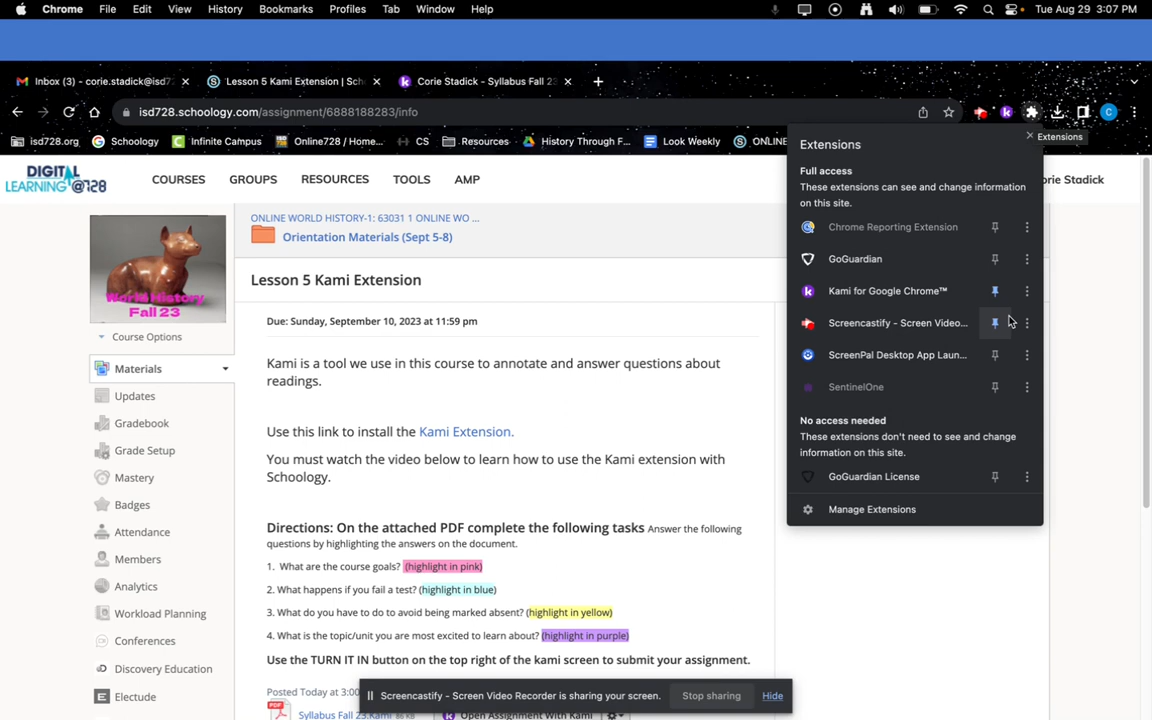 Chrome File Edit View History Bookmarks Profiles Tab Window Help Tue Aug 29 3:07 PM
Inbox (3) - corie.stadick@isd7 Lesson 5 Kami Extension | Sch Corie Stadick - Syllabus Fall 23
isd728.schoology.com/assignment/6888188283/info C
isd729.org Schoology Infinite Campus Online728 / Home... CS Resources History Through F... Look Weekly ONLINE
Extensions
DIGITAL
LEARNING@728
COURSES GROUPS RESOURCES TOOLS AMP
orie Stadick
ONLINE WORLD HISTORY-1: 63031 1 ONLINE WO ...
Orientation Materials (Sept 5-8)
World History
Fall 23
Course Options
Materials
Updates
Gradebook
Grade Setup
Mastery
Badges
Attendance
Members
Analytics
Workload Planning
Conferences
Discovery Education
Electude
Lesson 5 Kami Extension
Due: Sunday, September 10, 2023 at 11:59 pm
Kami is a tool we use in this course to annotate and answer questions about
readings.
Use this link to install the Kami Extension.
You must watch the video below to learn how to use the Kami extension with
Schoology.
Directions: On the attached PDF complete the following tasks Answer the following
questions by highlighting the answers on the document.
1. What are the course goals? (highlight in pink)
2. What happens if you fail a test? (highlight in blue)
3. What do you have to do to avoid being marked absent? (highlight in yellow)
4. What is the topic/unit you are most excited to learn about? (highlight in purple)
Use the TURN IT IN button on the top right of the kami screen to submit your assignment.
Posted Today at 3:00
PDF Syllabus Fall 23.Kami 86 KB Open Assignment With Kami
Screencastify - Screen Video Recorder is sharing your screen. Stop sharing Hide
Extensions
Full access
These extensions can see and change information
on this site.
Chrome Reporting Extension
GoGuardian
Kami for Google Chrome™
Screencastify - Screen Video...
ScreenPal Desktop App Laun...
SentinelOne
No access needed
These extensions don't need to see and change
information on this site.
GoGuardian License
Manage Extensions